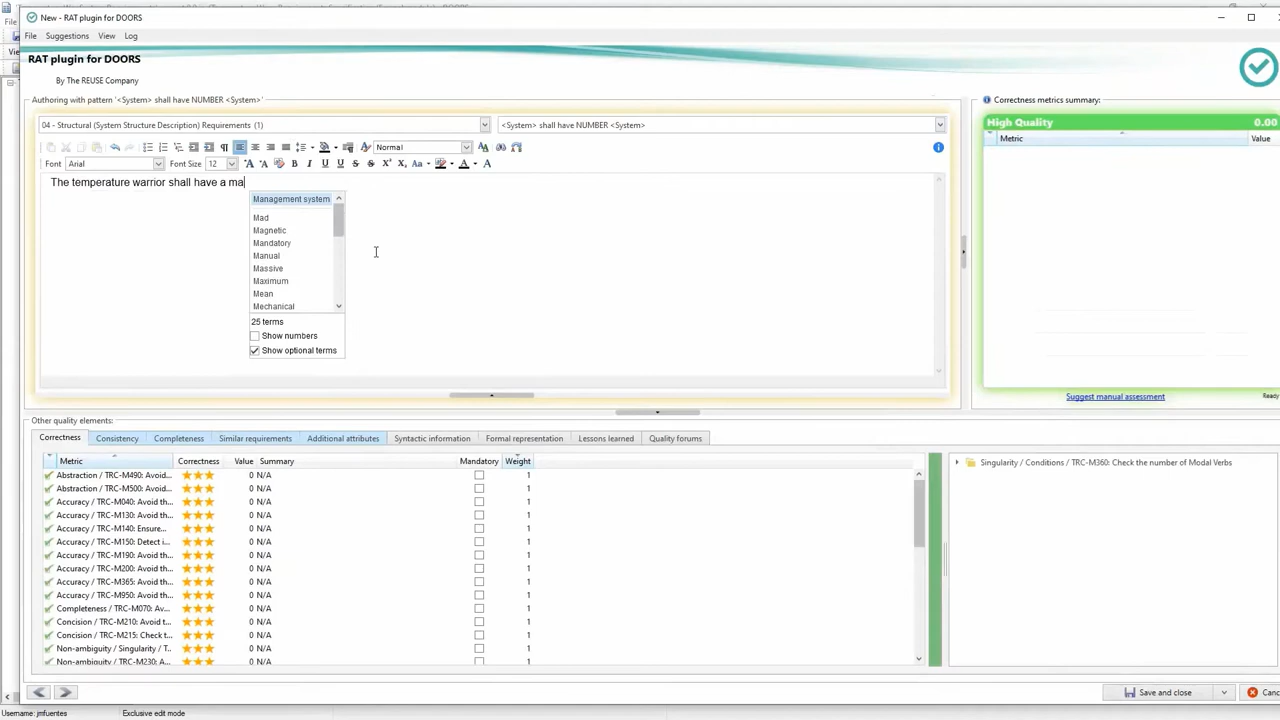 New - RAT plugin for DOORS
File Suggestions View Log
RAT plugin for DOORS
By The REUSE Company
Authoring with pattern '<System> shall have NUMBER <System>'
04 - Structural (System Structure Description) Requirements (1)
<System> shall have NUMBER <System>
Normal
Font Arial Font Size 12
The temperature warrior shall have a ma
Management system
Mad
Magnetic
Mandatory
Manual
Massive
Maximum
Mean
Mechanical
25 terms
Show numbers
Show optional terms
Correctness metrics summary:
High Quality 0.00
Metric Value
Suggest manual assessment Ready
Other quality elements:
Correctness Consistency Completeness Similar requirements Additional attributes Syntactic information Formal representation Lessons learned Quality forums
Metric Correctness Value Summary Mandatory Weight
Abstraction / TRC-M490: Avoid... 0 N/A 1
Abstraction / TRC-M500: Avoid... 0 N/A 1
Accuracy / TRC-M040: Avoid th... 0 N/A 1
Accuracy / TRC-M130: Avoid th... 0 N/A 1
Accuracy / TRC-M140: Ensure... 0 N/A 1
Accuracy / TRC-M150: Detect i... 0 N/A 1
Accuracy / TRC-M190: Avoid th... 0 N/A 1
Accuracy / TRC-M200: Avoid th... 0 N/A 1
Accuracy / TRC-M365: Avoid th... 0 N/A 1
Accuracy / TRC-M950: Avoid th... 0 N/A 1
Completeness / TRC-M070: Av... 0 N/A 1
Concision / TRC-M210: Avoid t... 0 N/A 1
Concision / TRC-M215: Check t... 0 N/A 1
Non-ambiguity / Singularity / T... 0 N/A 1
Non-ambiguity / TRC-M230: A... 0 N/A 1
Singularity / Conditions / TRC-M360: Check the number of Modal Verbs
Save and close Canc
Username: jmfuentes Exclusive edit mode